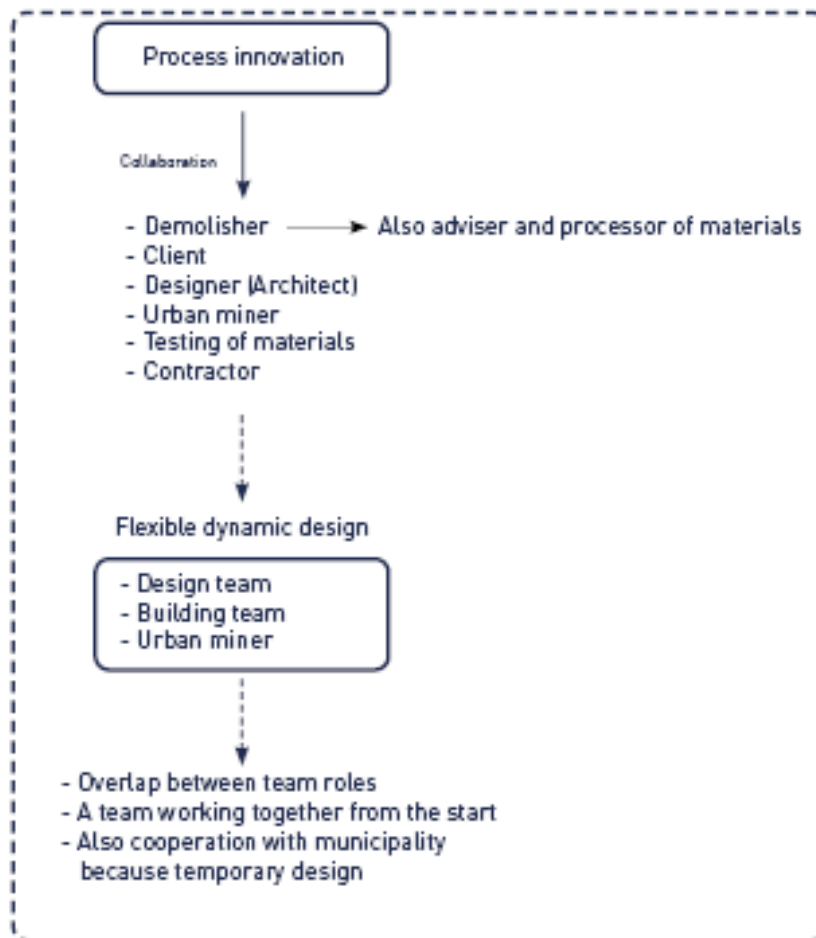 Process innovation
Collaboration
- Demolisher
Also adviser and processor of materials
- Client
- Designer (Architect)
- Urban miner
- Testing of materials
- Contractor
Flexible dynamic design
- Design team
- Building team
- Urban miner
- Overlap between team roles
- A team working together from the start
- Also cooperation with municipality
because temporary design